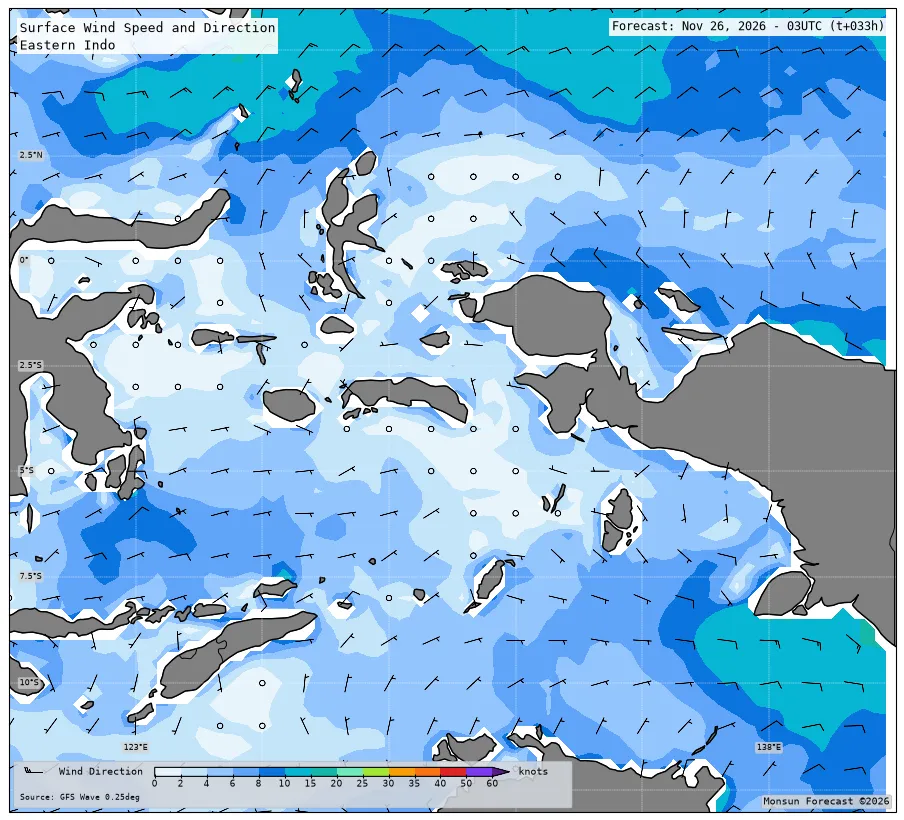 Surface Wind Speed and Direction
Eastern Indo
Forecast: Nov 26, 2026 - 03UTC (t+033h)
2.5°N
0°
2.5°S
5°S
7.5°S
10°S
123°E
138°E
Wind Direction
knots
0 2 4 6 8 10 15 20 25 30 35 40 50 60
Source: GFS Wave 0.25deg
Monsun Forecast ©2026